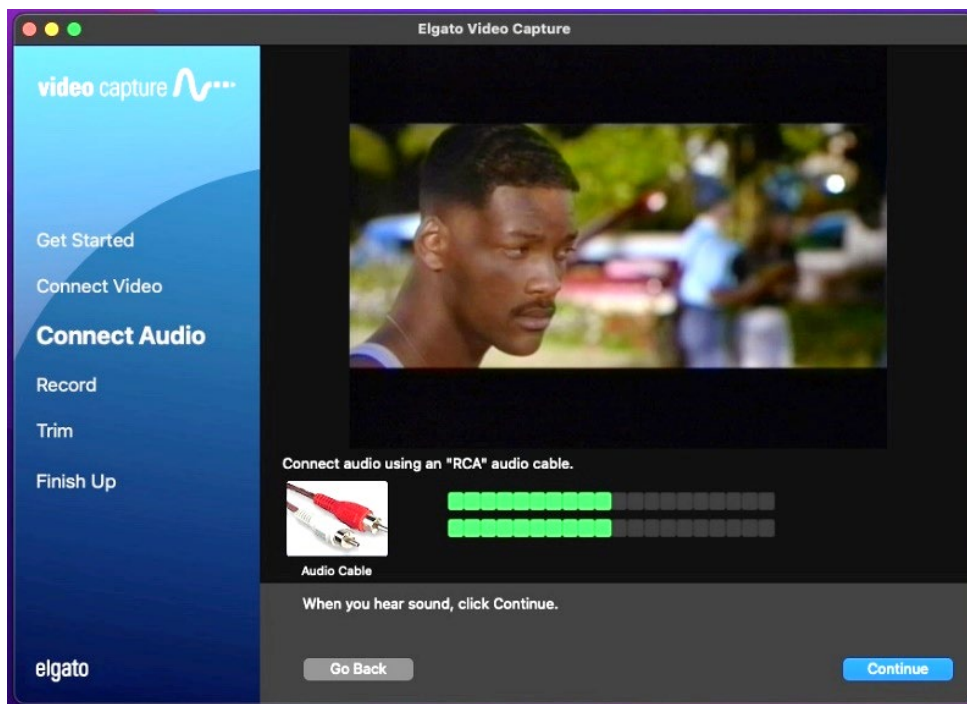 Elgato Video Capture
video capture
Get Started
Connect Video
Connect Audio
Record
Trim
Finish Up
elgato
Connect audio using an "RCA" audio cable.
Audio Cable
When you hear sound, click Continue.
Go Back
Continue